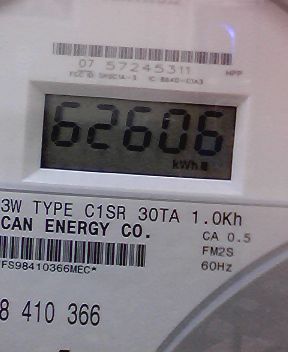 07 57245311
HPP
62606
kWh
3W TYPE C1SR 30TA 1.0Kh
CAN ENERGY CO.
CA 0.5
FM2S
60Hz
FS98410366MEC*
8 410 366